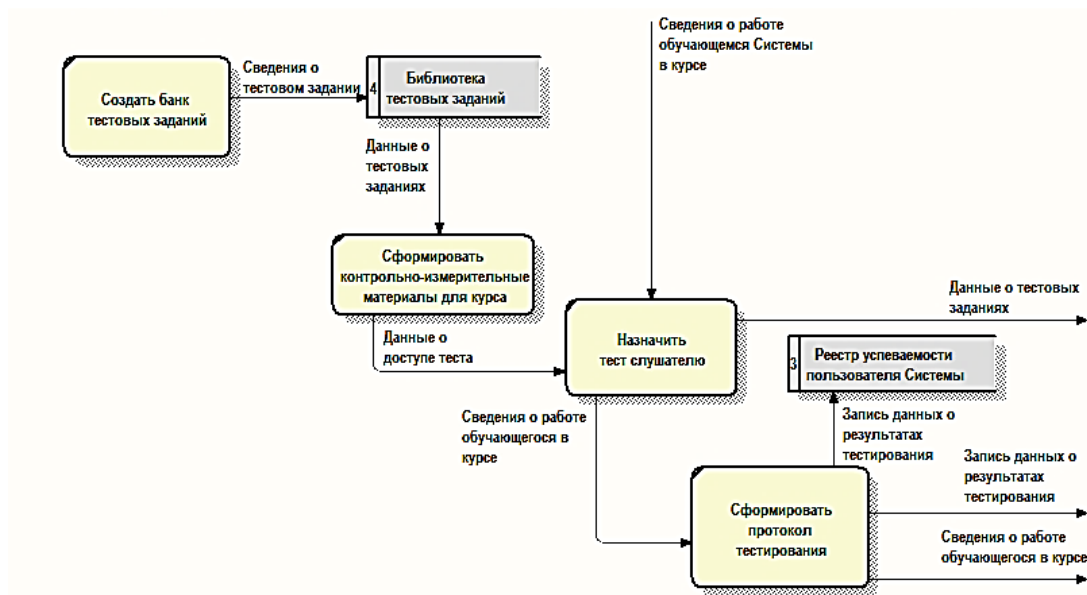 Сведения о работе
обучающемся Системы
в курсе
Создать банк
тестовых заданий
Сведения о
тестовом задании
4
Библиотека
тестовых заданий
Данные о
тестовых
заданиях
Сформировать
контрольно-измерительные
материалы для курса
Данные о
доступе теста
Назначить
тест слушателю
Данные о тестовых
заданиях
3
Реестр успеваемости
пользователя Системы
Сведения о работе
обучающегося в
курсе
Запись данных о
результатах
тестирования
Сформировать
протокол
тестирования
Запись данных о
результатах
тестирования
Сведения о работе
обучающегося в курсе